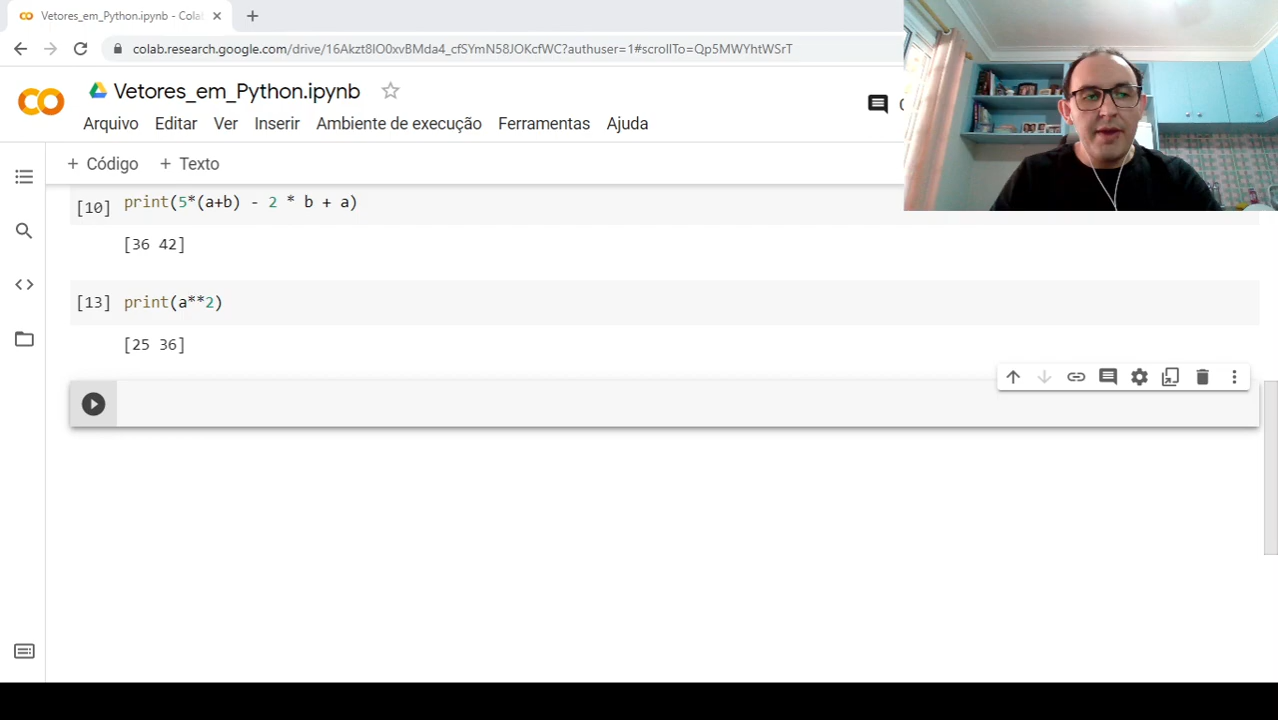 Vetores_em_Python.ipynb - Cola
colab.research.google.com/drive/16Akzt8IO0xvBMda4_cfSYmN58JOKcfWC?authuser=1#scrollTo=Qp5MWYhtWSrT
Vetores_em_Python.ipynb
Arquivo Editar Ver Inserir Ambiente de execução Ferramentas Ajuda
+ Código + Texto
[10] print(5*(a+b) - 2 * b + a)
[36 42]
[13] print(a**2)
[25 36]